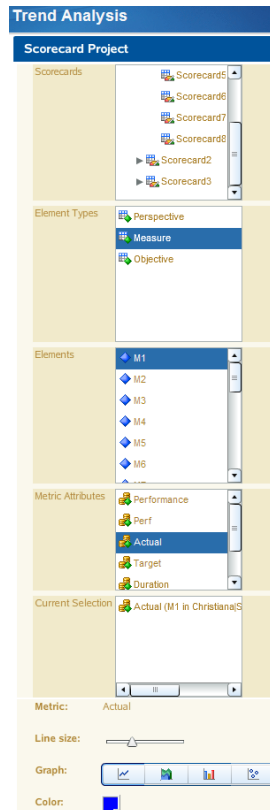 Trend Analysis
Scorecard Project
Scorecards
Scorecard5
Scorecard6
Scorecard7
Scorecard8
Scorecard2
Scorecard3
Element Types
Perspective
Measure
Objective
Elements
M1
M2
M3
M4
M5
M6
Metric Attributes
Performance
Perf
Actual
Target
Duration
Current Selection
Actual (M1 in Christiana|S
Metric: Actual
Line size:
Graph:
Color: